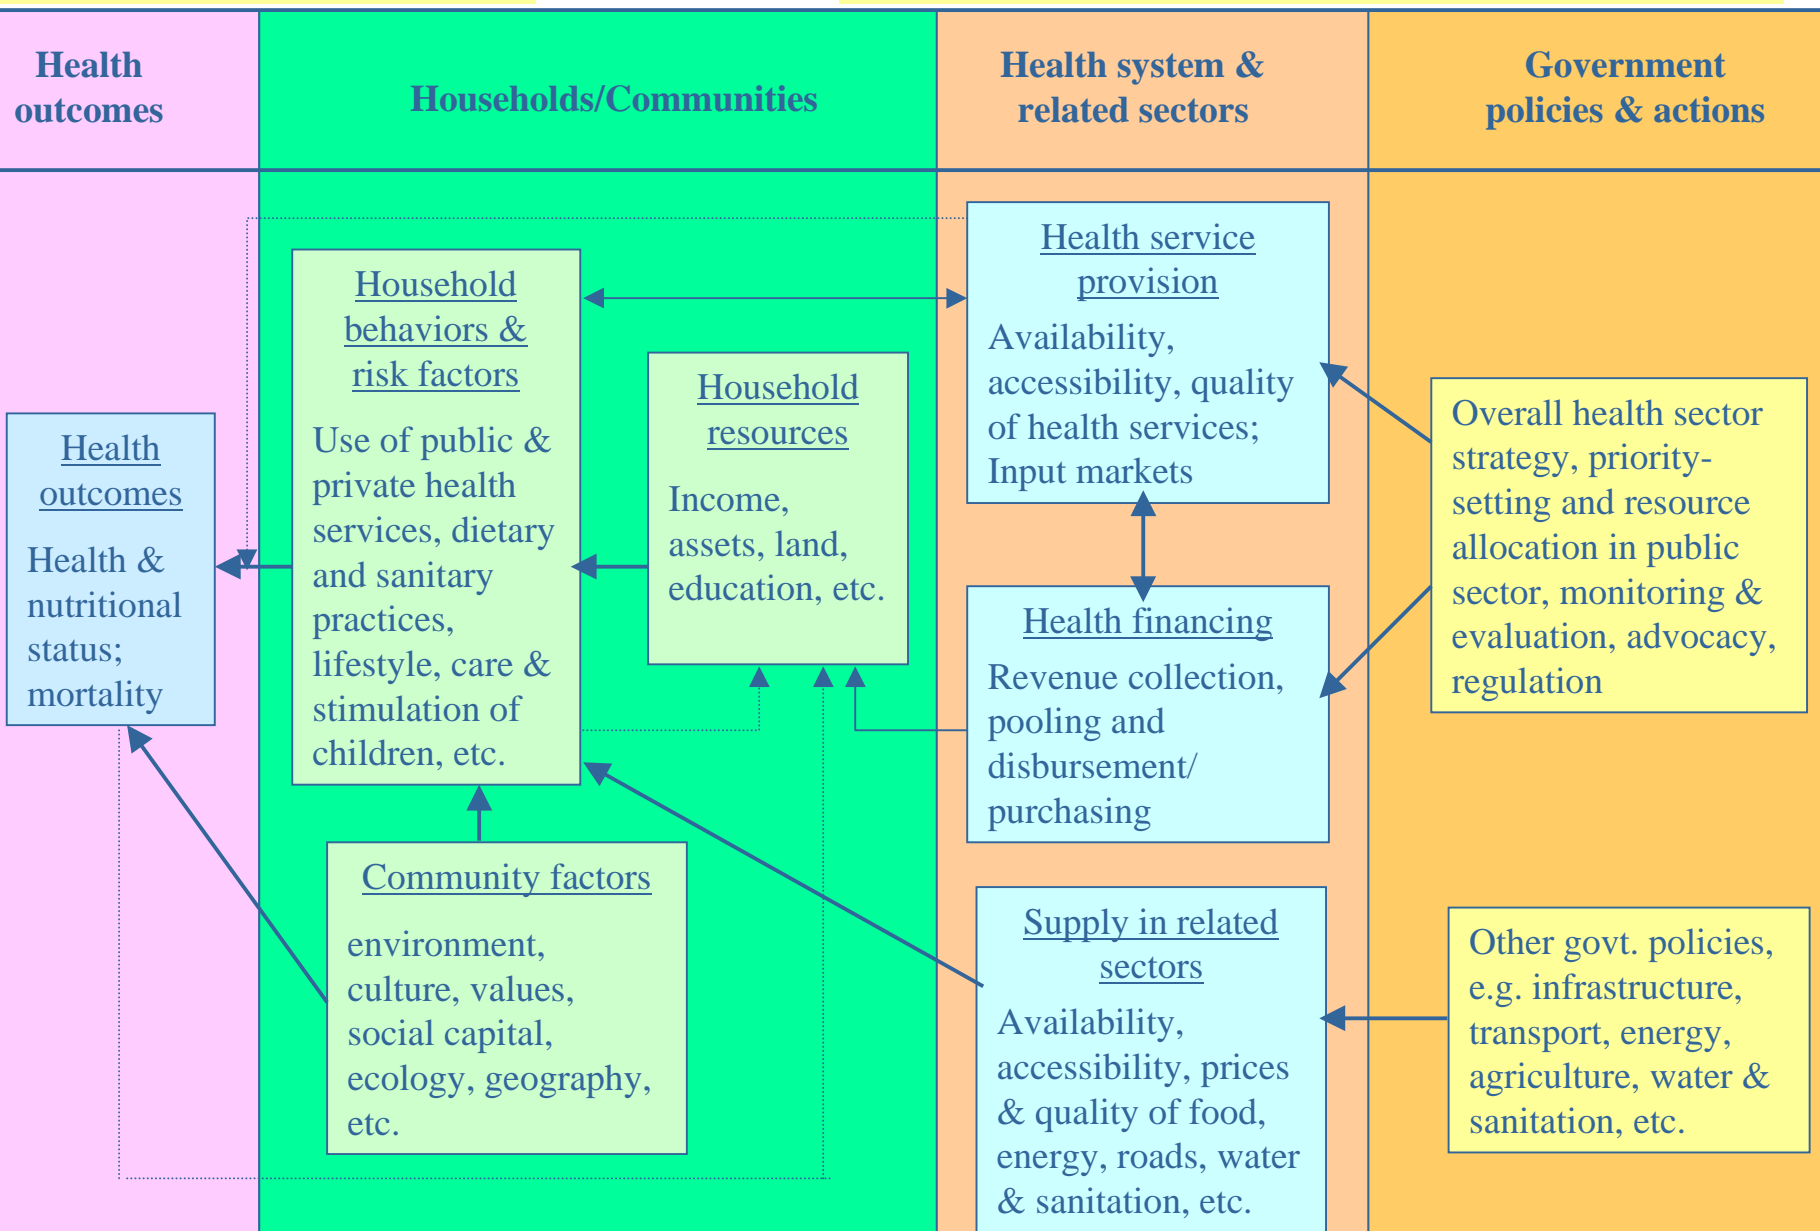 Health
outcomes
Households/Communities
Health system &
related sectors
Government
policies & actions
Health
outcomes
Health &
nutritional
status;
mortality
Household
behaviors &
risk factors
Use of public &
private health
services, dietary
and sanitary
practices,
lifestyle, care &
stimulation of
children, etc.
Household
resources
Income,
assets, land,
education, etc.
Community factors
environment,
culture, values,
social capital,
ecology, geography,
etc.
Health service
provision
Availability,
accessibility, quality
of health services;
Input markets
Health financing
Revenue collection,
pooling and
disbursement/
purchasing
Supply in related
sectors
Availability,
accessibility, prices
& quality of food,
energy, roads, water
& sanitation, etc.
Overall health sector
strategy, priority-
setting and resource
allocation in public
sector, monitoring &
evaluation, advocacy,
regulation
Other govt. policies,
e.g. infrastructure,
transport, energy,
agriculture, water &
sanitation, etc.